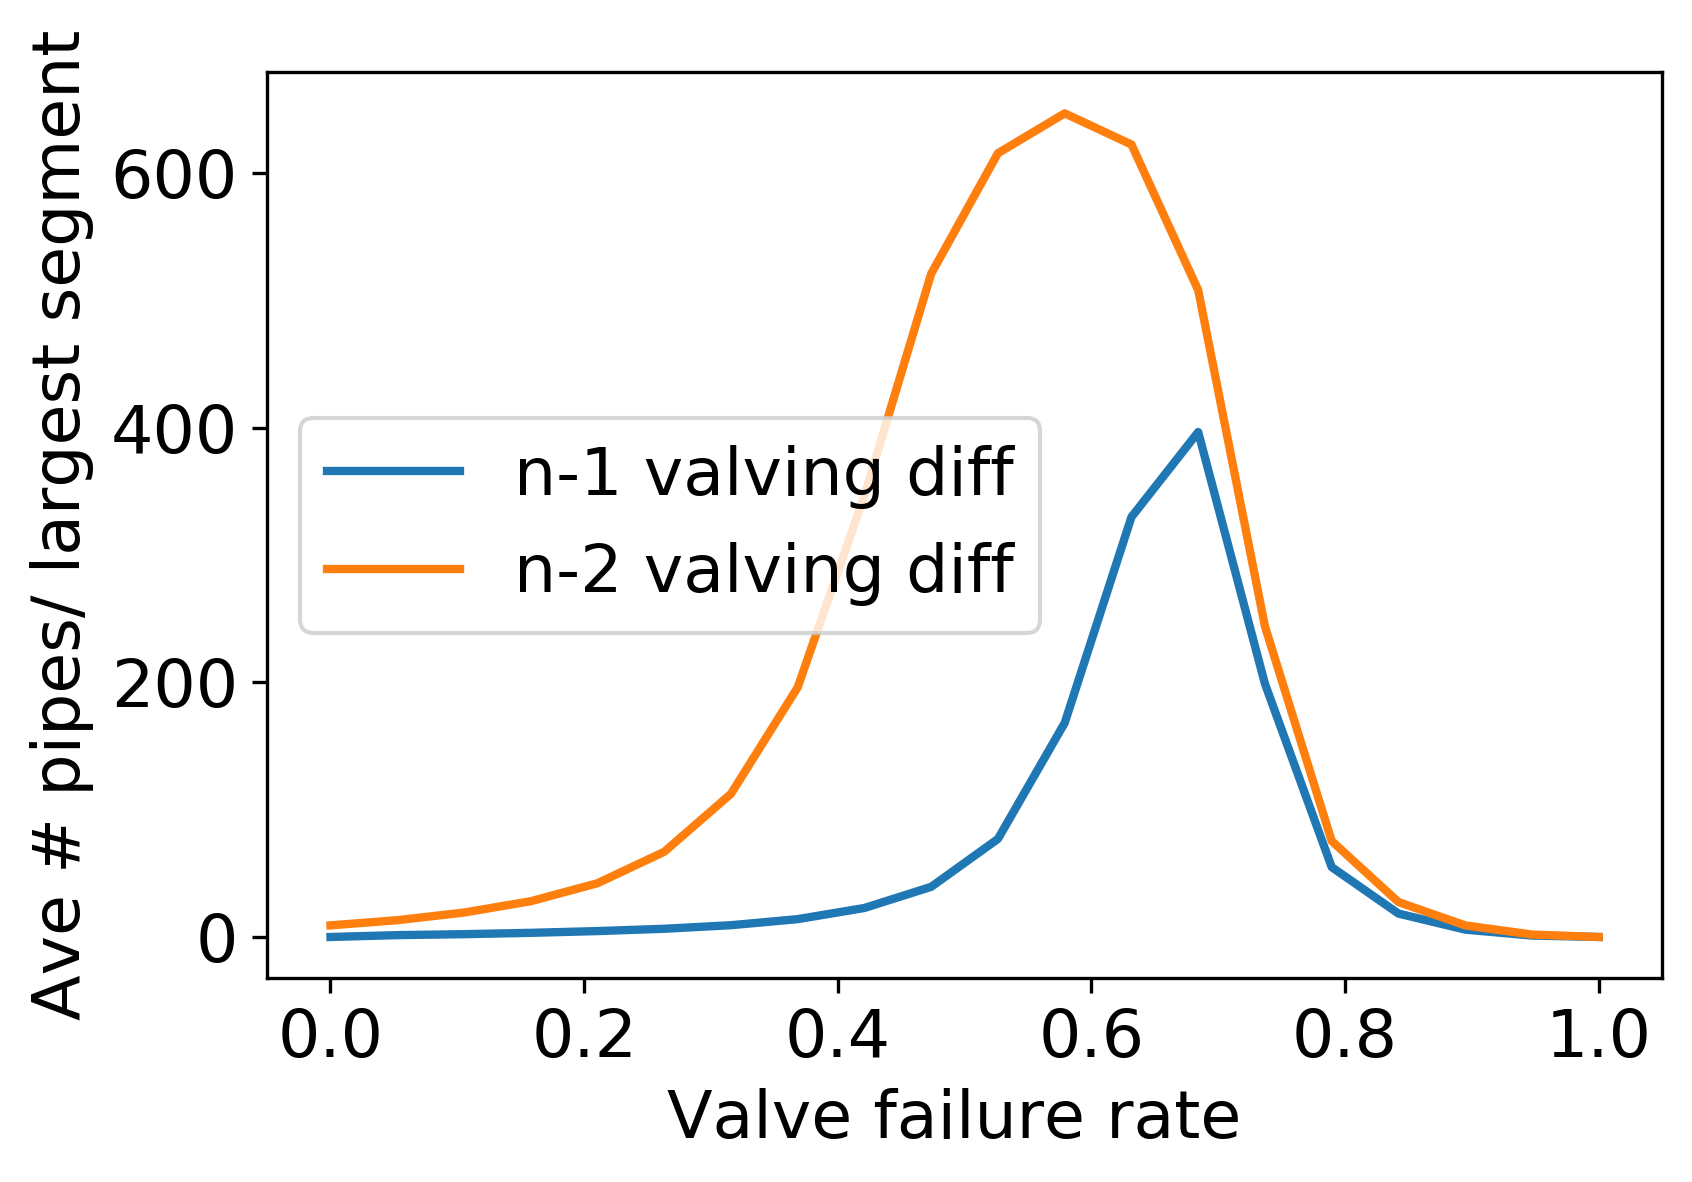 Ave # pipes/ largest segment
600
400
200
0
n-1 valving diff
n-2 valving diff
0.0 0.2 0.4 0.6 0.8 1.0
Valve failure rate